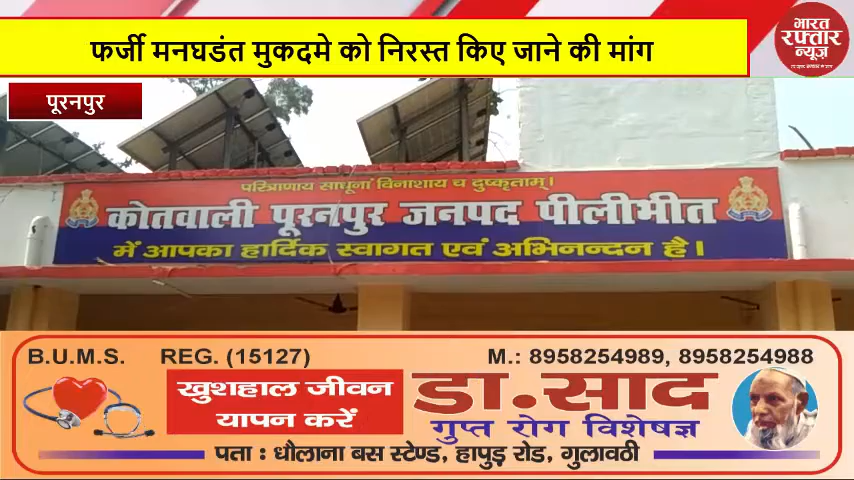 फर्जी मनघडंत मुकदमे को निरस्त किए जाने की मांग
भारत
रफ्तार
न्यूज़
पूरनपुर
परित्राणाय साधूनां विनाशाय च दुष्कृताम्।
कोतवाली पूरनपुर जनपद पीलीभीत
में आपका हार्दिक स्वागत एवं अभिनन्दन है।
B.U.M.S. REG. (15127) M.: 8958254989, 8958254988
खुशहाल जीवन
यापन करें
डा.साद
गुप्त रोग विशेषज्ञ
पता : धौलाना बस स्टेण्ड, हापुड़ रोड, गुलावठी